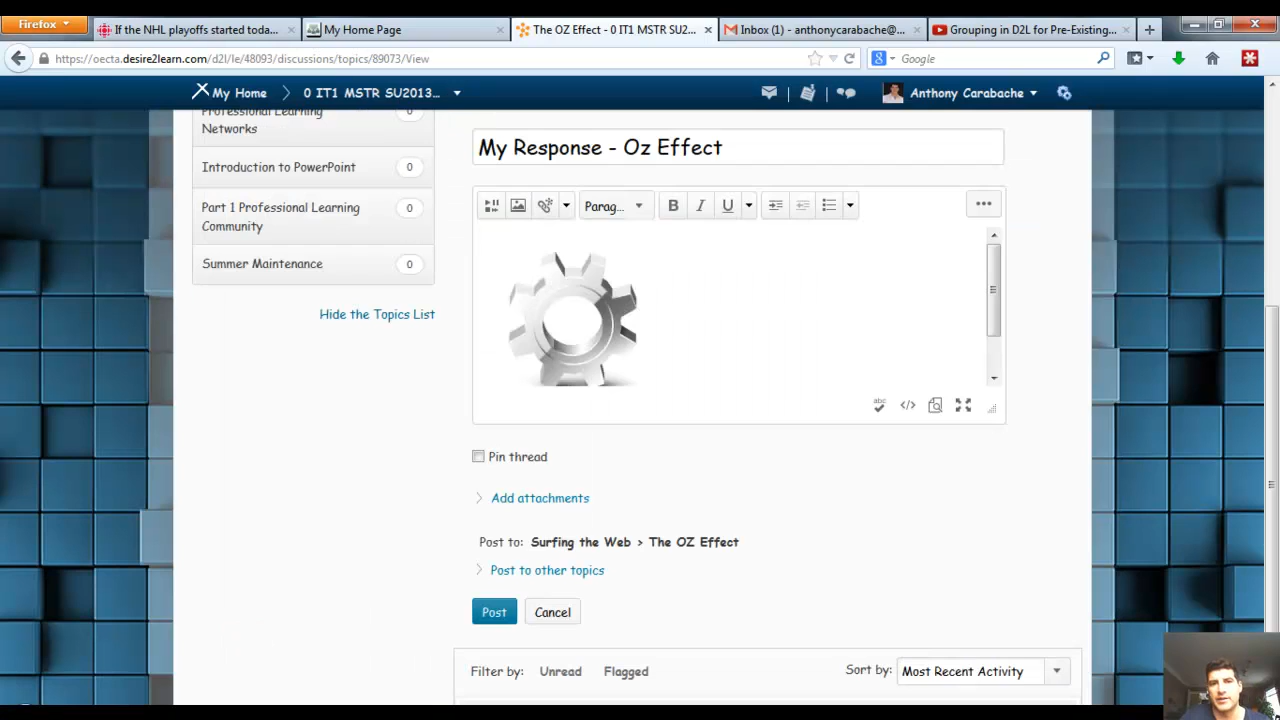 Firefox
If the NHL playoffs started toda...
My Home Page
The OZ Effect - 0 IT1 MSTR SU2...
Inbox (1) - anthonycarabache@...
Grouping in D2L for Pre-Existing...
https://oecta.desire2learn.com/d2l/le/48093/discussions/topics/89073/View
Google
My Home
0 IT1 MSTR SU2013...
Anthony Carabache
Professional Learning
Networks
0
Introduction to PowerPoint
0
Part 1 Professional Learning
Community
0
Summer Maintenance
0
Hide the Topics List
My Response - Oz Effect
Parag...
B I U
Pin thread
Add attachments
Post to: Surfing the Web > The OZ Effect
Post to other topics
Post
Cancel
Filter by: Unread Flagged
Sort by: Most Recent Activity